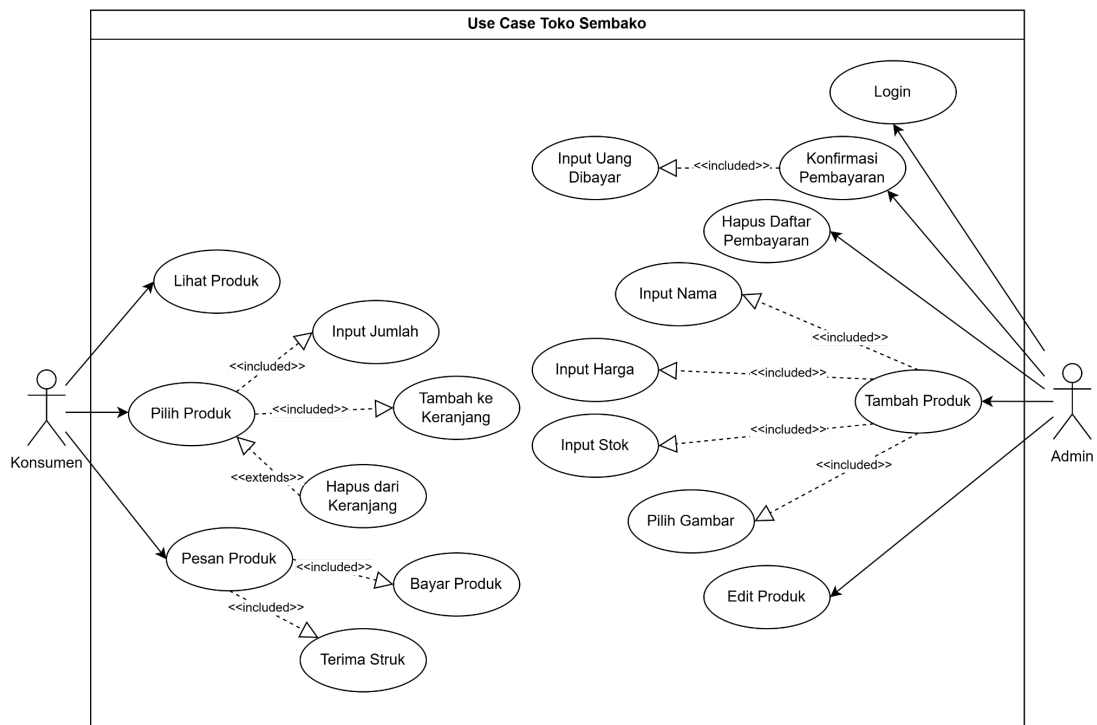 Use Case Toko Sembako
Login
Input Uang
Dibayar
<<included>>
Konfirmasi
Pembayaran
Hapus Daftar
Pembayaran
Lihat Produk
Input Nama
Input Jumlah
<<included>>
<<included>>
Input Harga
<<included>>
Konsumen
Pilih Produk
<<included>>
Tambah ke
Keranjang
Tambah Produk
Admin
Input Stok
<<included>>
<<extends>>
Hapus dari
Keranjang
<<included>>
Pilih Gambar
Pesan Produk
<<included>>
Bayar Produk
Edit Produk
<<included>>
Terima Struk